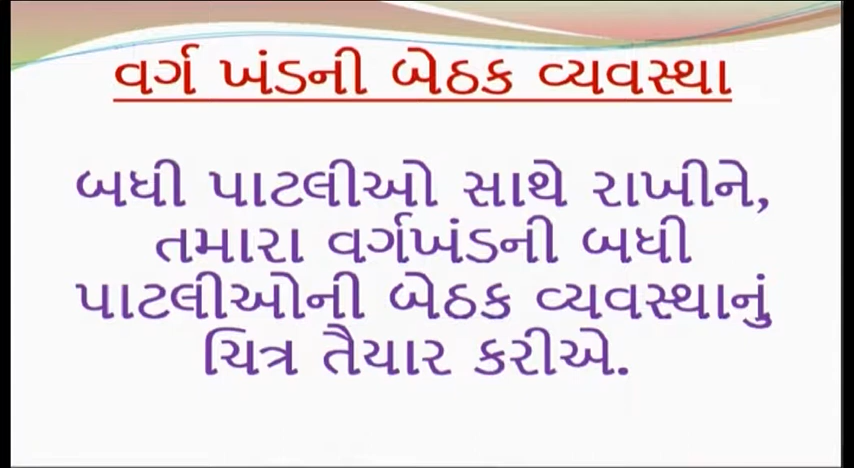 વર્ગ ખંડની બેઠક વ્યવસ્થા
બધી પાટલીઓ સાથે રાખીને,
તમારા વર્ગખંડની બધી
પાટલીઓની બેઠક વ્યવસ્થાનું
ચિત્ર તૈયાર કરીએ.